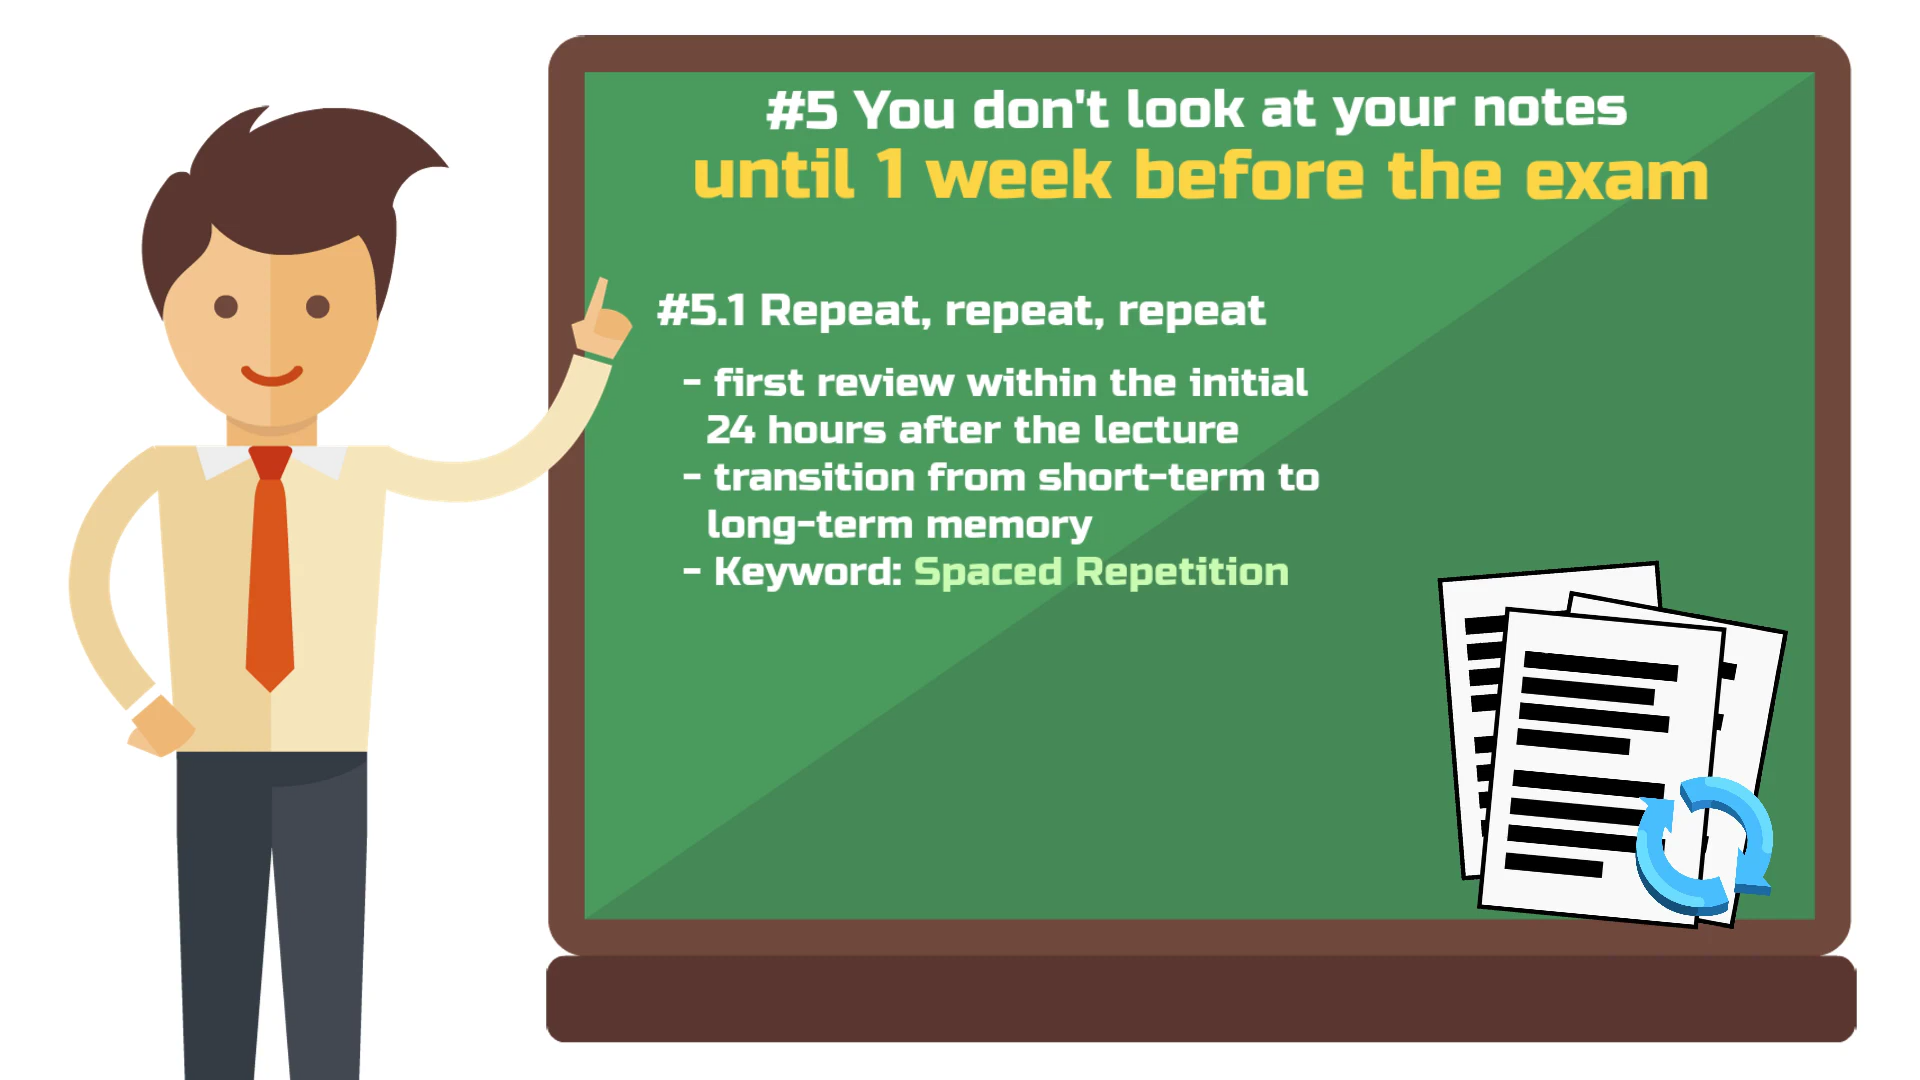 #5 You don't look at your notes
until 1 week before the exam
#5.1 Repeat, repeat, repeat
- first review within the initial
24 hours after the lecture
- transition from short-term to
long-term memory
- Keyword: Spaced Repetition